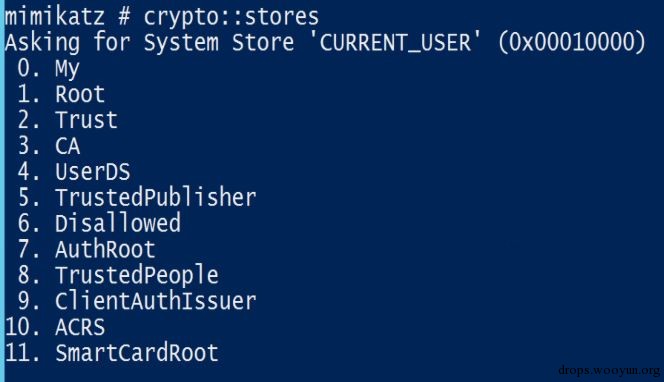 mimikatz # crypto::stores
Asking for System Store 'CURRENT_USER' (0x00010000)
 0. My
 1. Root
 2. Trust
 3. CA
 4. UserDS
 5. TrustedPublisher
 6. Disallowed
 7. AuthRoot
 8. TrustedPeople
 9. ClientAuthIssuer
10. ACRS
11. SmartCardRoot
drops.wooyun.org